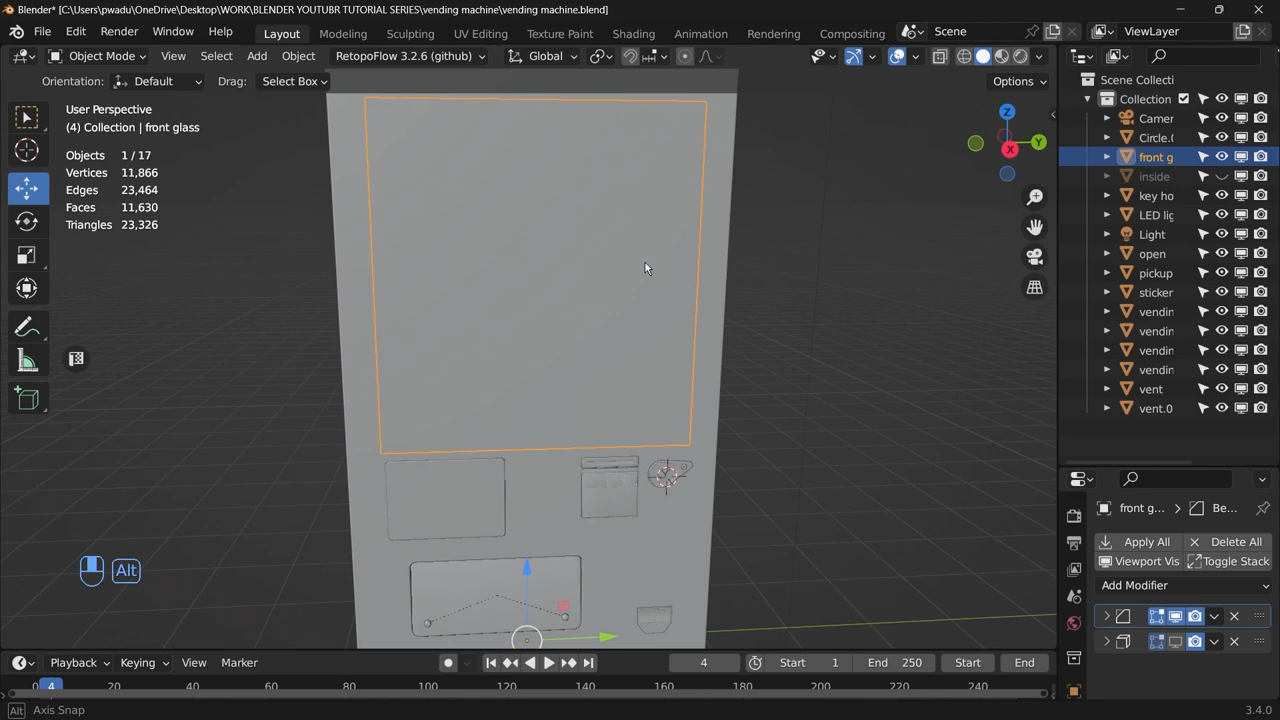 Blender* [C:\Users\pwadu\OneDrive\Desktop\WORK\BLENDER YOUTUBR TUTORIAL SERIES\vending machine\vending machine.blend]
File Edit Render Window Help Layout Modeling Sculpting UV Editing Texture Paint Shading Animation Rendering Compositing Scene ViewLayer
Object Mode View Select Add Object RetopoFlow 3.2.6 (github) Global
Orientation: Default Drag: Select Box Options
User Perspective
(4) Collection | front glass
Objects 1 / 17
Vertices 11,866
Edges 23,464
Faces 11,630
Triangles 23,326
Z
Y
X
Scene Collecti
Collection
Camer
Circle.(
front g
inside
key ho
LED lig
Light
open
pickup
sticker
vendin
vendin
vendin
vendin
vent
vent.0
front g... > Be...
Apply All Delete All
Viewport Vis Toggle Stack
Add Modifier
Alt
Playback Keying View Marker 4 Start 1 End 250 Start End
0 4 20 40 60 80 100 120 140 160 180 200 220 240
Alt Axis Snap 3.4.0